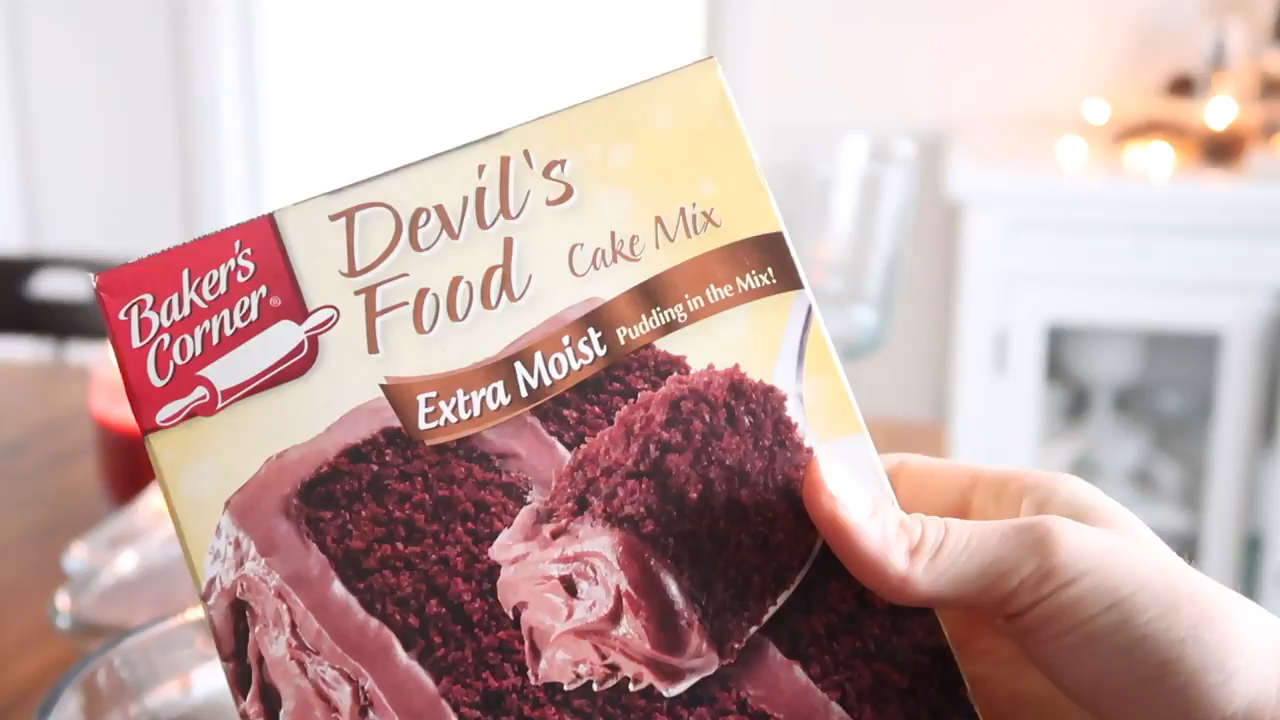 Baker's
Corner®
Devil's
Food Cake Mix
Extra Moist Pudding in the Mix!